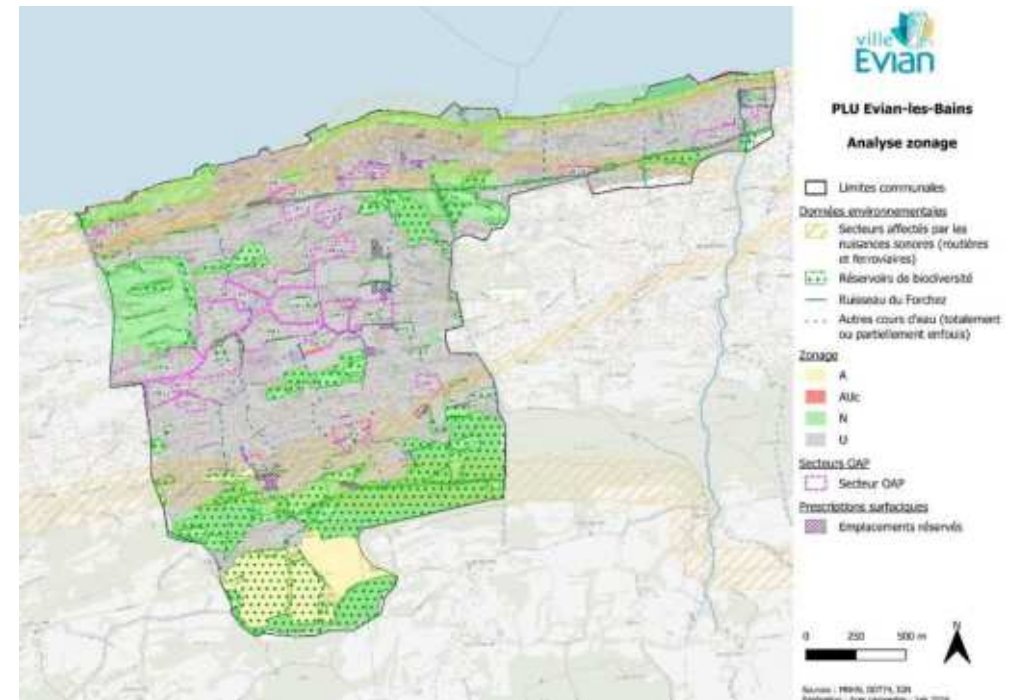 ville
Evian
PLU Evian-les-Bains
Analyse zonage
Limites communales
Données environnementales
Secteurs affectés par les
nuisances sonores (routières
et ferroviaires)
Réservoirs de biodiversité
Ruisseau du Forchez
Autres cours d'eau (totalement
ou partiellement enfouis)
Zonage
A
AUc
N
U
Secteurs OAP
Secteur OAP
Prescriptions surfaciques
Emplacements réservés
N
0 250 500 m